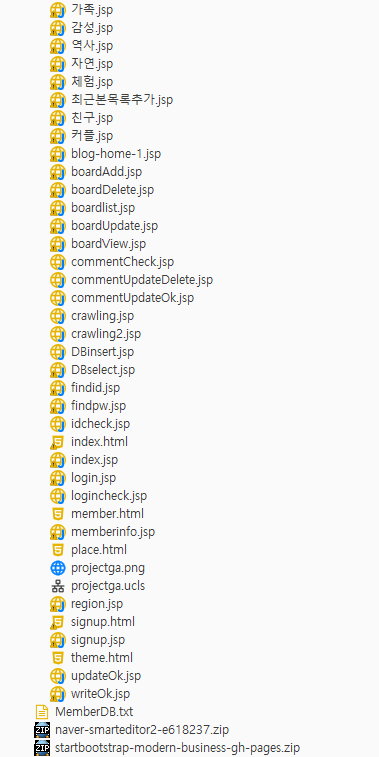 가족.jsp
감성.jsp
역사.jsp
자연.jsp
체험.jsp
최근본목록추가.jsp
친구.jsp
커플.jsp
blog-home-1.jsp
boardAdd.jsp
boardDelete.jsp
boardlist.jsp
boardUpdate.jsp
boardView.jsp
commentCheck.jsp
commentUpdateDelete.jsp
commentUpdateOk.jsp
crawling.jsp
crawling2.jsp
DBinsert.jsp
DBselect.jsp
findid.jsp
findpw.jsp
idcheck.jsp
index.html
index.jsp
login.jsp
logincheck.jsp
member.html
memberinfo.jsp
place.html
projectga.png
projectga.ucls
region.jsp
signup.html
signup.jsp
theme.html
updateOk.jsp
writeOk.jsp
MemberDB.txt
naver-smarteditor2-e618237.zip
startbootstrap-modern-business-gh-pages.zip